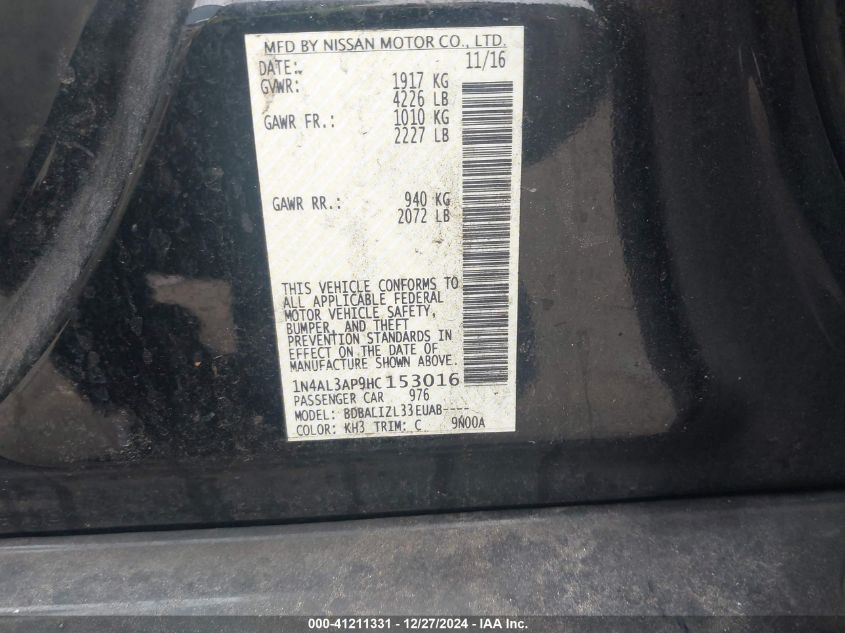 MFD BY NISSAN MOTOR CO., LTD.
DATE: 11/16
GVWR: 1917 KG
4226 LB
GAWR FR.: 1010 KG
2227 LB
GAWR RR.: 940 KG
2072 LB
THIS VEHICLE CONFORMS TO
ALL APPLICABLE FEDERAL
MOTOR VEHICLE SAFETY,
BUMPER, AND THEFT
PREVENTION STANDARDS IN
EFFECT ON THE DATE OF
MANUFACTURE SHOWN ABOVE.
1N4AL3AP9HC153016
PASSENGER CAR 976
MODEL: BDBALIZL33EUAB----
COLOR: KH3 TRIM: C 9N00A
000-41211331 - 12/27/2024 - IAA Inc.